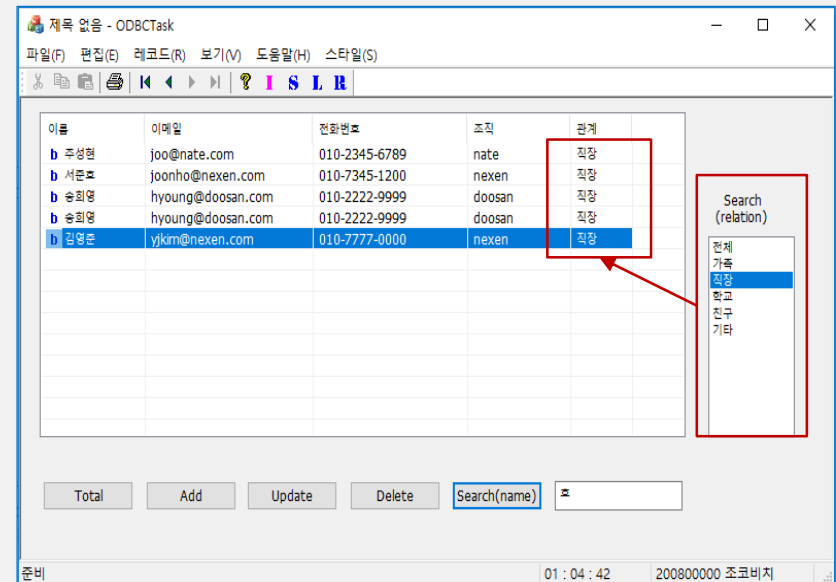 제목 없음 - ODBCTask
파일(F) 편집(E) 레코드(R) 보기(V) 도움말(H) 스타일(S)
? I S L R
이름 이메일 전화번호 조직 관계
b 주성현 joo@nate.com 010-2345-6789 nate 직장
b 서준호 joonho@nexen.com 010-7345-1200 nexen 직장
b 송희영 hyoung@doosan.com 010-2222-9999 doosan 직장
b 송희영 hyoung@doosan.com 010-2222-9999 doosan 직장
b 김영준 yjkim@nexen.com 010-7777-0000 nexen 직장
Search
(relation)
전체
가족
직장
학교
친구
기타
Total Add Update Delete Search(name) 호
준비 01 : 04 : 42 200800000 조코비치